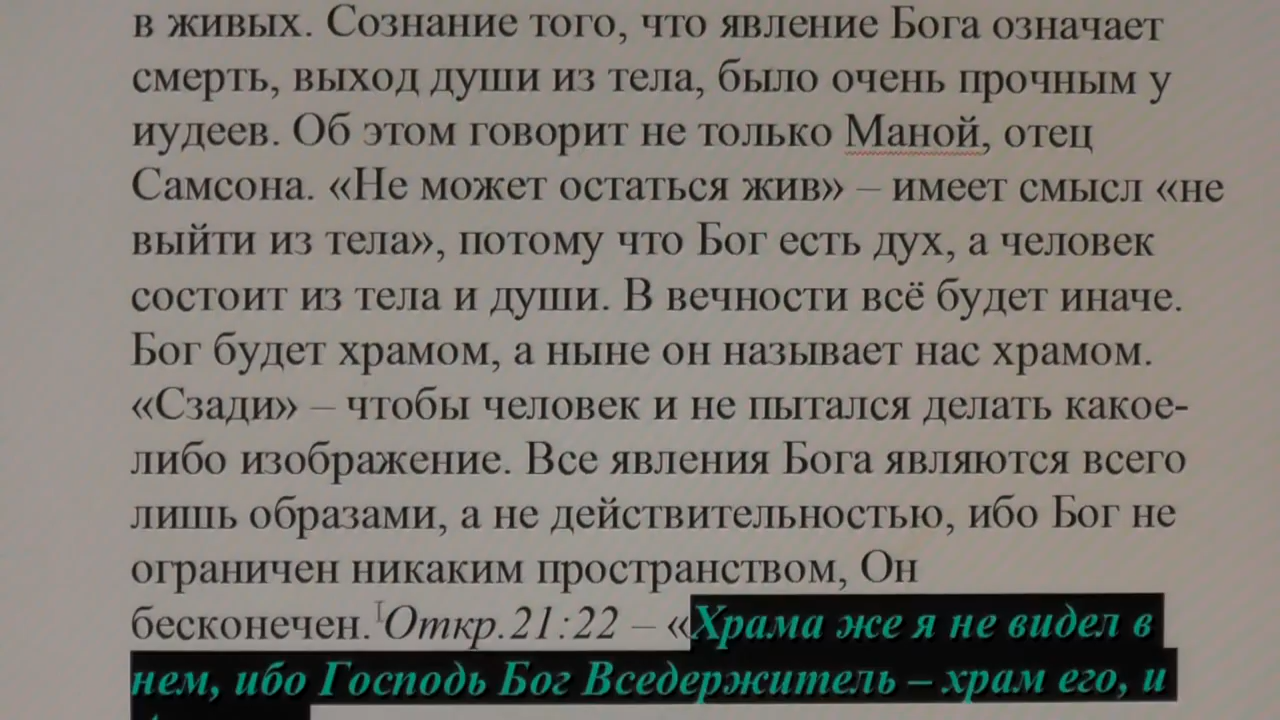 в живых. Сознание того, что явление Бога означает
смерть, выход души из тела, было очень прочным у
иудеев. Об этом говорит не только Маной, отец
Самсона. «Не может остаться жив» – имеет смысл «не
выйти из тела», потому что Бог есть дух, а человек
состоит из тела и души. В вечности всё будет иначе.
Бог будет храмом, а ныне он называет нас храмом.
«Сзади» – чтобы человек и не пытался делать какое-
либо изображение. Все явления Бога являются всего
лишь образами, а не действительностью, ибо Бог не
ограничен никаким пространством, Он
бесконечен. Откр.21:22 – «Храма же я не видел в
нем, ибо Господь Бог Вседержитель – храм его, и